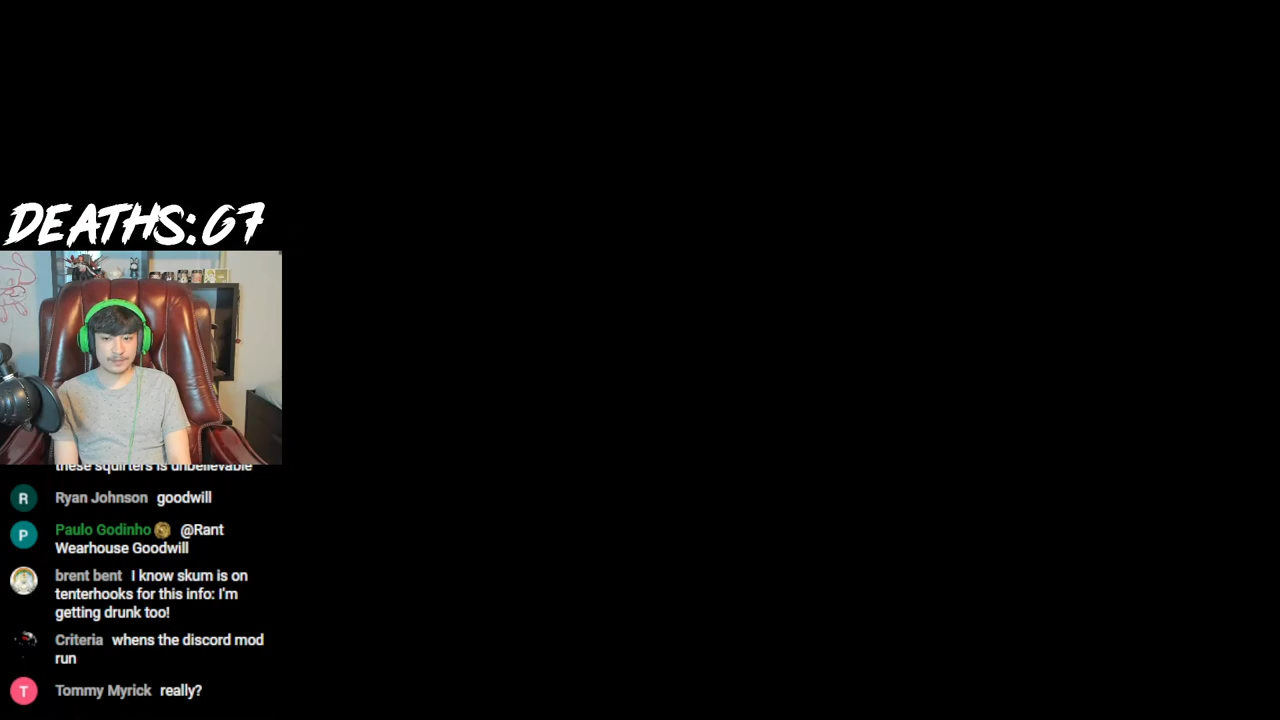 DEATHS:67
these squirters is unbelievable
R Ryan Johnson goodwill
P Paulo Godinho @Rant
Wearhouse Goodwill
brent bent I know skum is on
tenterhooks for this info: I'm
getting drunk too!
Criteria whens the discord mod
run
T Tommy Myrick really?